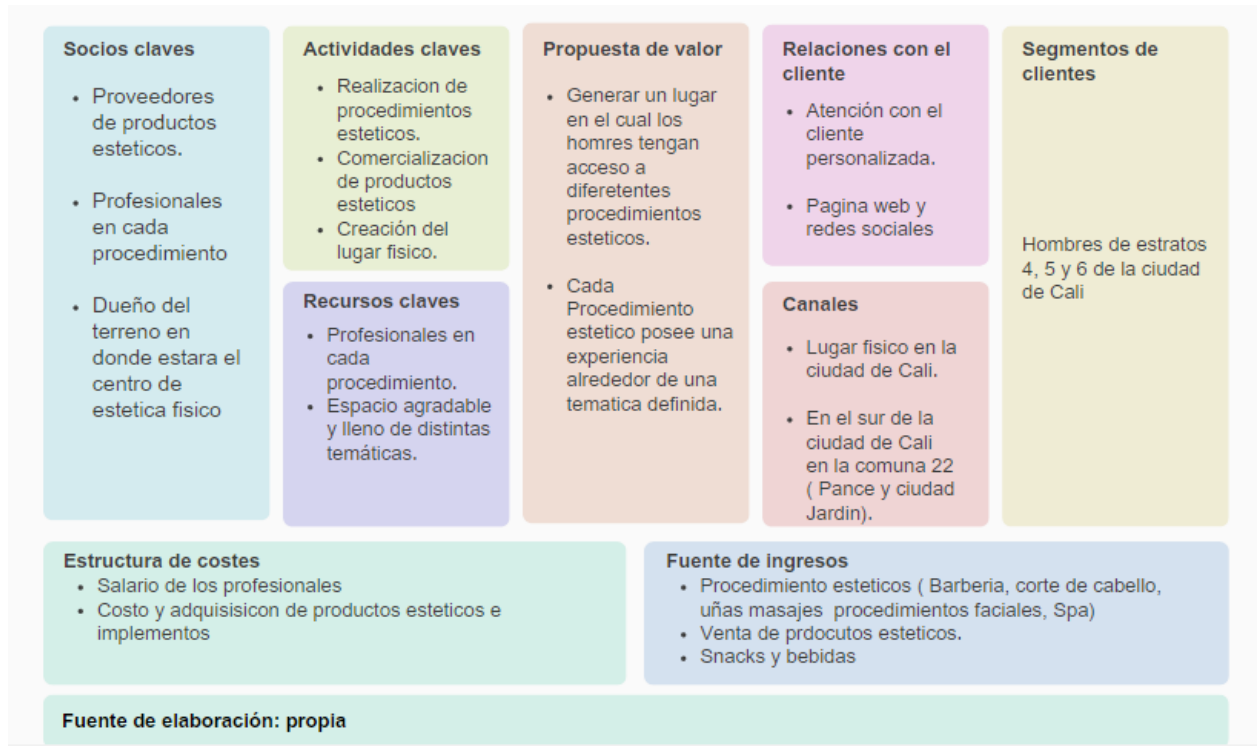 Socios claves
• Proveedores
de productos
esteticos.
• Profesionales
en cada
procedimiento
• Dueño del
terreno en
donde estara el
centro de
estetica fisico
Actividades claves
• Realizacion de
procedimientos
esteticos.
• Comercializacion
de productos
esteticos
• Creación del
lugar fisico.
Recursos claves
• Profesionales en
cada
procedimiento.
• Espacio agradable
y lleno de distintas
temáticas.
Propuesta de valor
• Generar un lugar
en el cual los
homres tengan
acceso a
diferetentes
procedimientos
esteticos.
• Cada
Procedimiento
estetico posee una
experiencia
alrededor de una
tematica definida.
Relaciones con el
cliente
• Atención con el
cliente
personalizada.
• Pagina web y
redes sociales
Canales
• Lugar fisico en la
ciudad de Cali.
• En el sur de la
ciudad de Cali
en la comuna 22
( Pance y ciudad
Jardin).
Segmentos de
clientes
Hombres de estratos
4, 5 y 6 de la ciudad
de Cali
Estructura de costes
• Salario de los profesionales
• Costo y adquisisicon de productos esteticos e
implementos
Fuente de ingresos
• Procedimiento esteticos ( Barberia, corte de cabello,
uñas masajes procedimientos faciales, Spa)
• Venta de prdocutos esteticos.
• Snacks y bebidas
Fuente de elaboración: propia